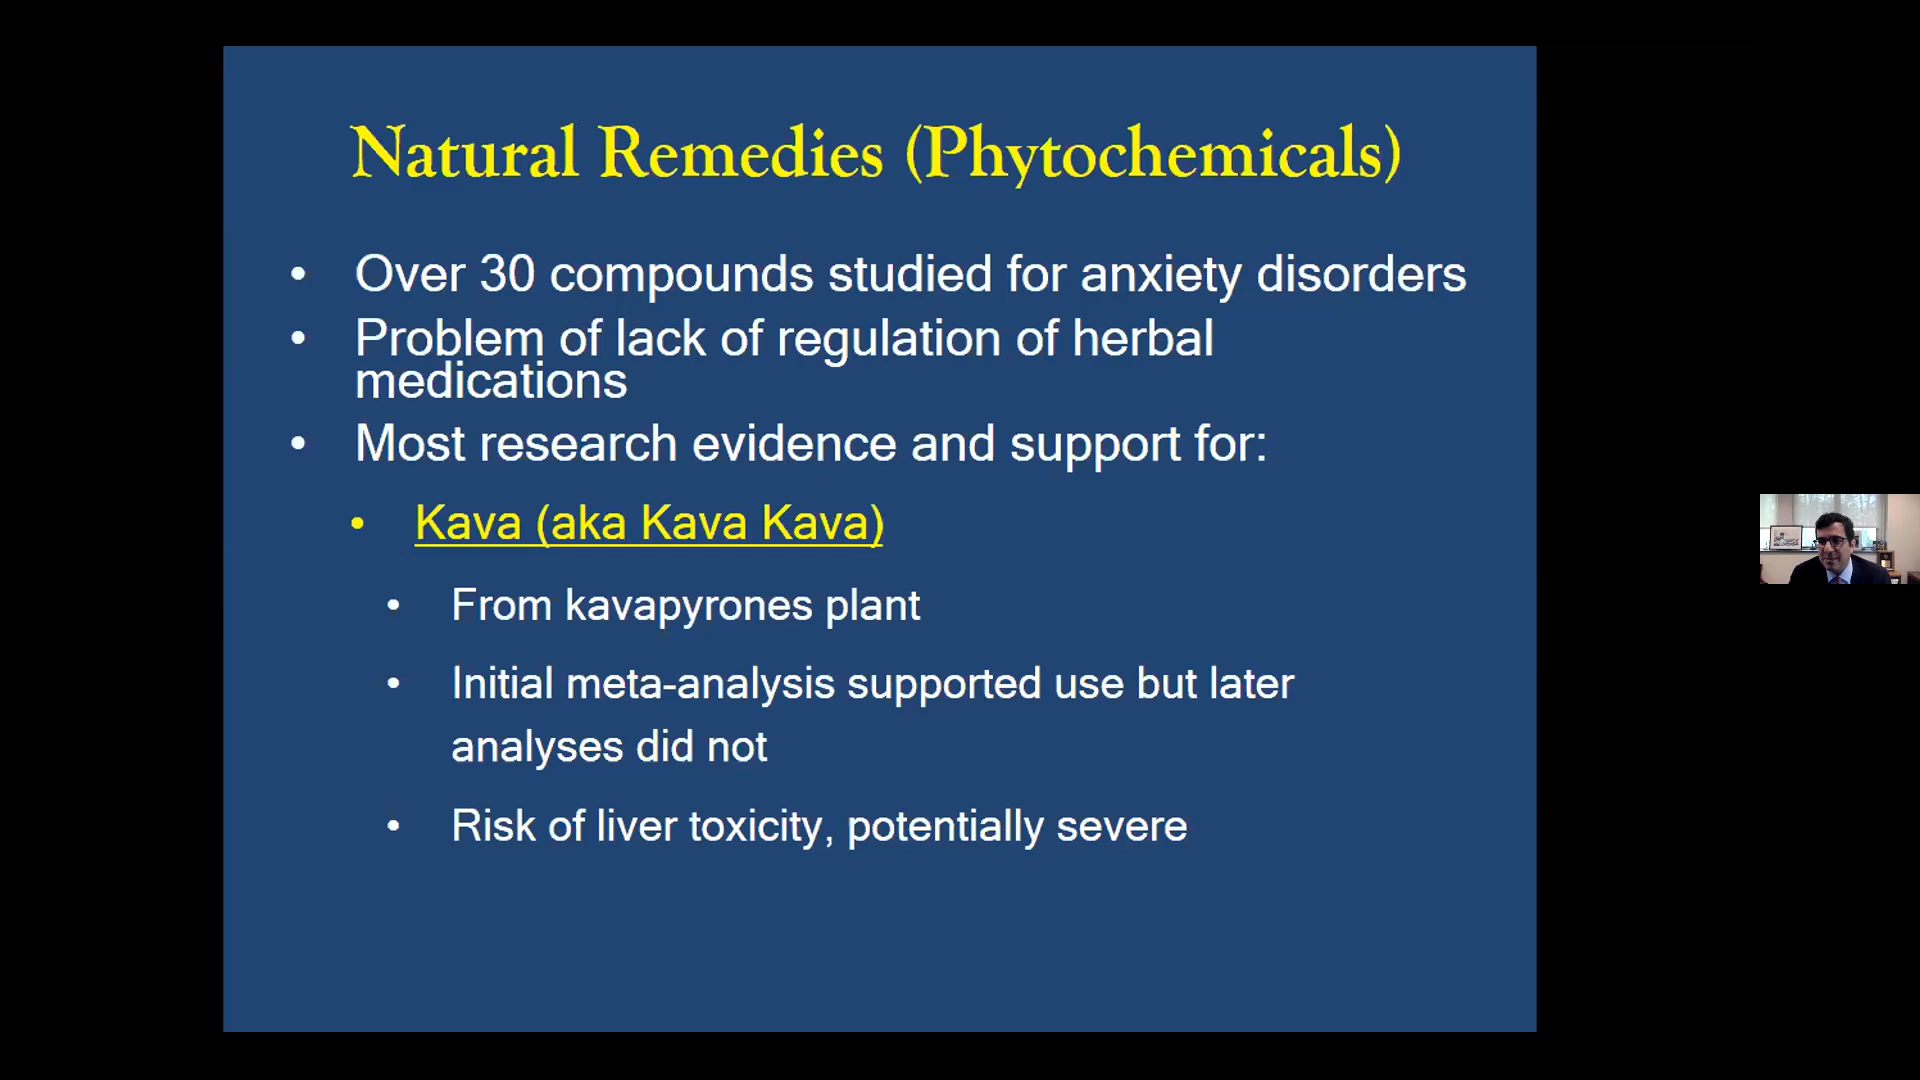 Natural Remedies (Phytochemicals)
• Over 30 compounds studied for anxiety disorders
• Problem of lack of regulation of herbal
medications
• Most research evidence and support for:
• Kava (aka Kava Kava)
• From kavapyrones plant
• Initial meta-analysis supported use but later
analyses did not
• Risk of liver toxicity, potentially severe